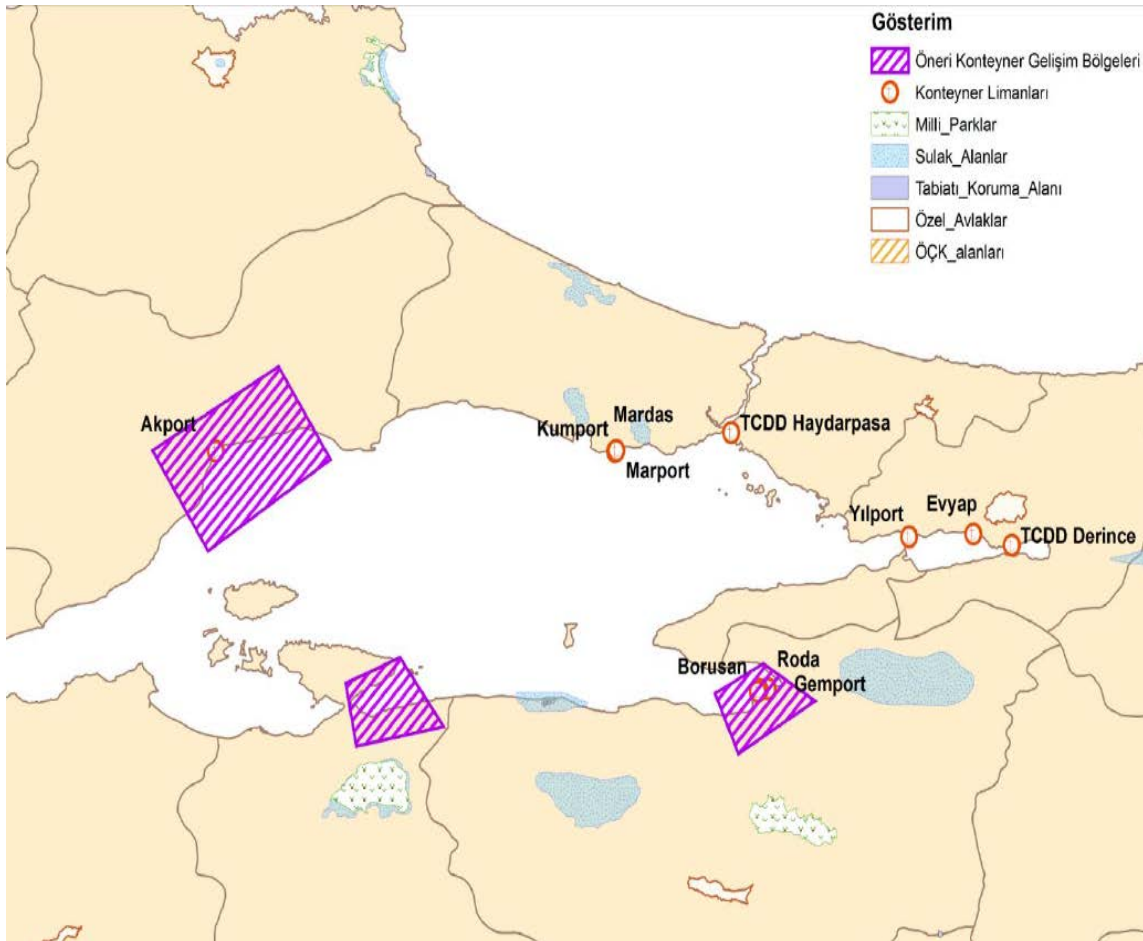 Gösterim
Öneri Konteyner Gelişim Bölgeleri
Konteyner Limanları
Milli_Parklar
Sulak_Alanlar
Tabiatı_Koruma_Alanı
Özel_Avlaklar
ÖÇK_alanları
Akport
Kumport
Mardas
Marport
TCDD Haydarpasa
Yılport
Evyap
TCDD Derince
Borusan
Roda
Gemport